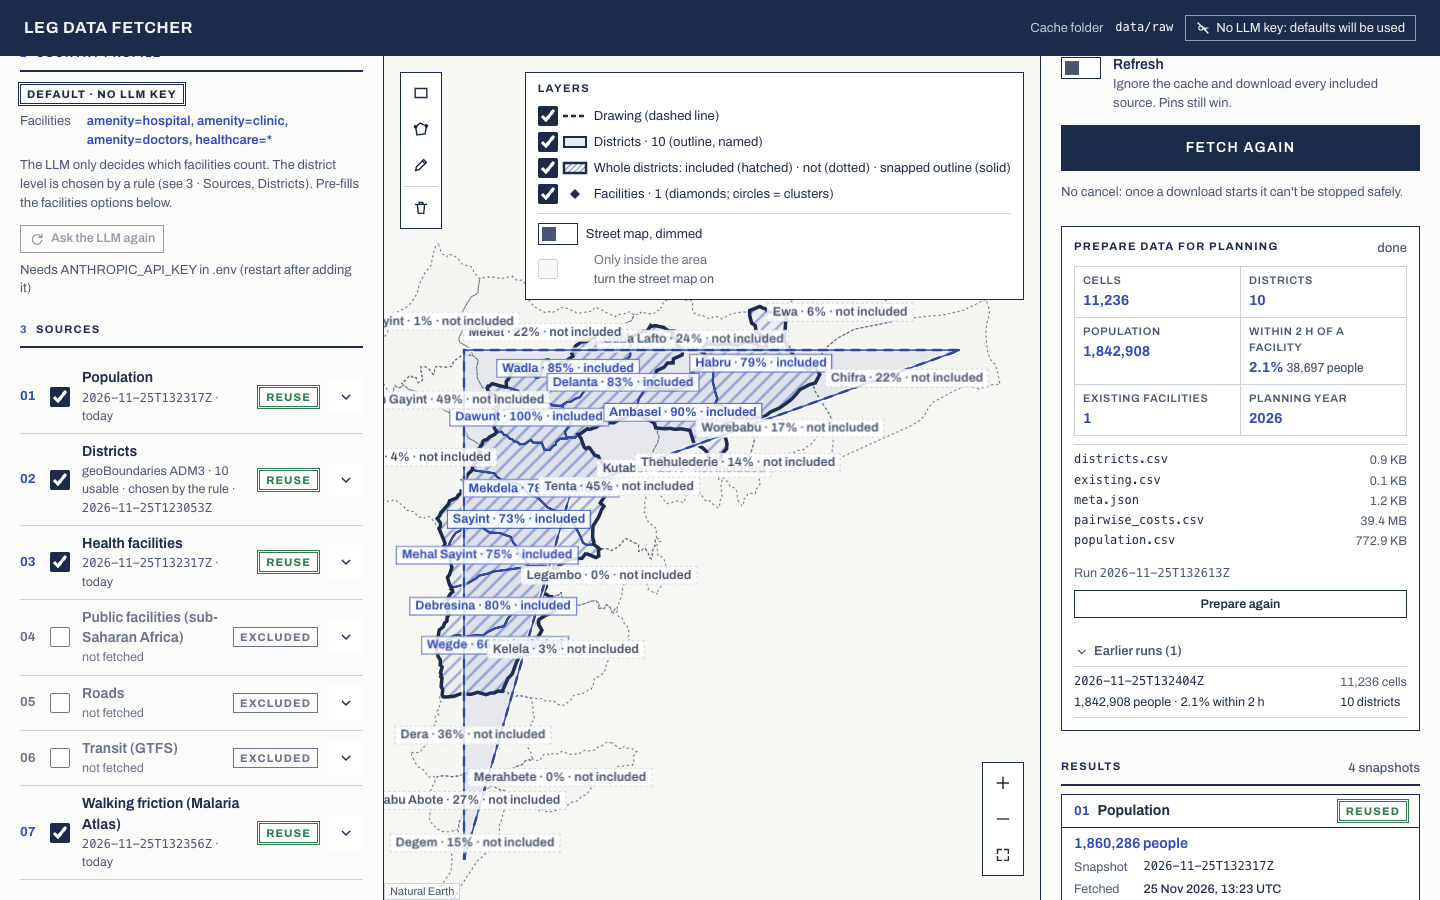 LEG DATA FETCHER
Cache folder data/raw
No LLM key: defaults will be used
DEFAULT · NO LLM KEY
Facilities amenity=hospital, amenity=clinic,
amenity=doctors, healthcare=*
The LLM only decides which facilities count. The district
level is chosen by a rule (see 3 · Sources, Districts). Pre-fills
the facilities options below.
Ask the LLM again
Needs ANTHROPIC_API_KEY in .env (restart after adding
it)
3 SOURCES
01 Population
2026-11-25T132317Z ·
today
REUSE
02 Districts
geoBoundaries ADM3 · 10
usable · chosen by the rule ·
2026-11-25T123053Z
REUSE
03 Health facilities
2026-11-25T132317Z ·
today
REUSE
04 Public facilities (sub-
Saharan Africa)
not fetched
EXCLUDED
05 Roads
not fetched
EXCLUDED
06 Transit (GTFS)
not fetched
EXCLUDED
07 Walking friction (Malaria
Atlas)
2026-11-25T132356Z ·
today
REUSE
LAYERS
Drawing (dashed line)
Districts · 10 (outline, named)
Whole districts: included (hatched) · not (dotted) · snapped outline (solid)
Facilities · 1 (diamonds; circles = clusters)
Street map, dimmed
Only inside the area
turn the street map on
Ewa · 6% · not included
yint · 1% · not included
Meket · 22% · not included
Lafto · 24% · not included
Wadla · 85% · included
Habru · 79% · included
Delanta · 83% · included
Chifra · 22% · not included
Gayint · 49% · not included
Dawunt · 100% · included
Ambasel · 90% · included
Worebabu · 17% · not included
· 4% · not included
Kutab
Thehulederie · 14% · not included
Mekdela · 78
Tenta · 45% · not included
Sayint · 73% · included
Mehal Sayint · 75% · included
Legambo · 0% · not included
Debresina · 80% · included
Wegde · 66
Kelela · 3% · not included
Dera · 36% · not included
Merahbete · 0% · not included
abu Abote · 27% · not included
Degem · 15% · not included
Natural Earth
Refresh
Ignore the cache and download every included
source. Pins still win.
FETCH AGAIN
No cancel: once a download starts it can't be stopped safely.
PREPARE DATA FOR PLANNING
done
CELLS
11,236
DISTRICTS
10
POPULATION
1,842,908
WITHIN 2 H OF A
FACILITY
2.1% 38,697 people
EXISTING FACILITIES
1
PLANNING YEAR
2026
districts.csv 0.9 KB
existing.csv 0.1 KB
meta.json 1.2 KB
pairwise_costs.csv 39.4 MB
population.csv 772.9 KB
Run 2026-11-25T132613Z
Prepare again
Earlier runs (1)
2026-11-25T132404Z 11,236 cells
1,842,908 people · 2.1% within 2 h 10 districts
RESULTS
4 snapshots
01 Population
REUSED
1,860,286 people
Snapshot 2026-11-25T132317Z
Fetched 25 Nov 2026, 13:23 UTC